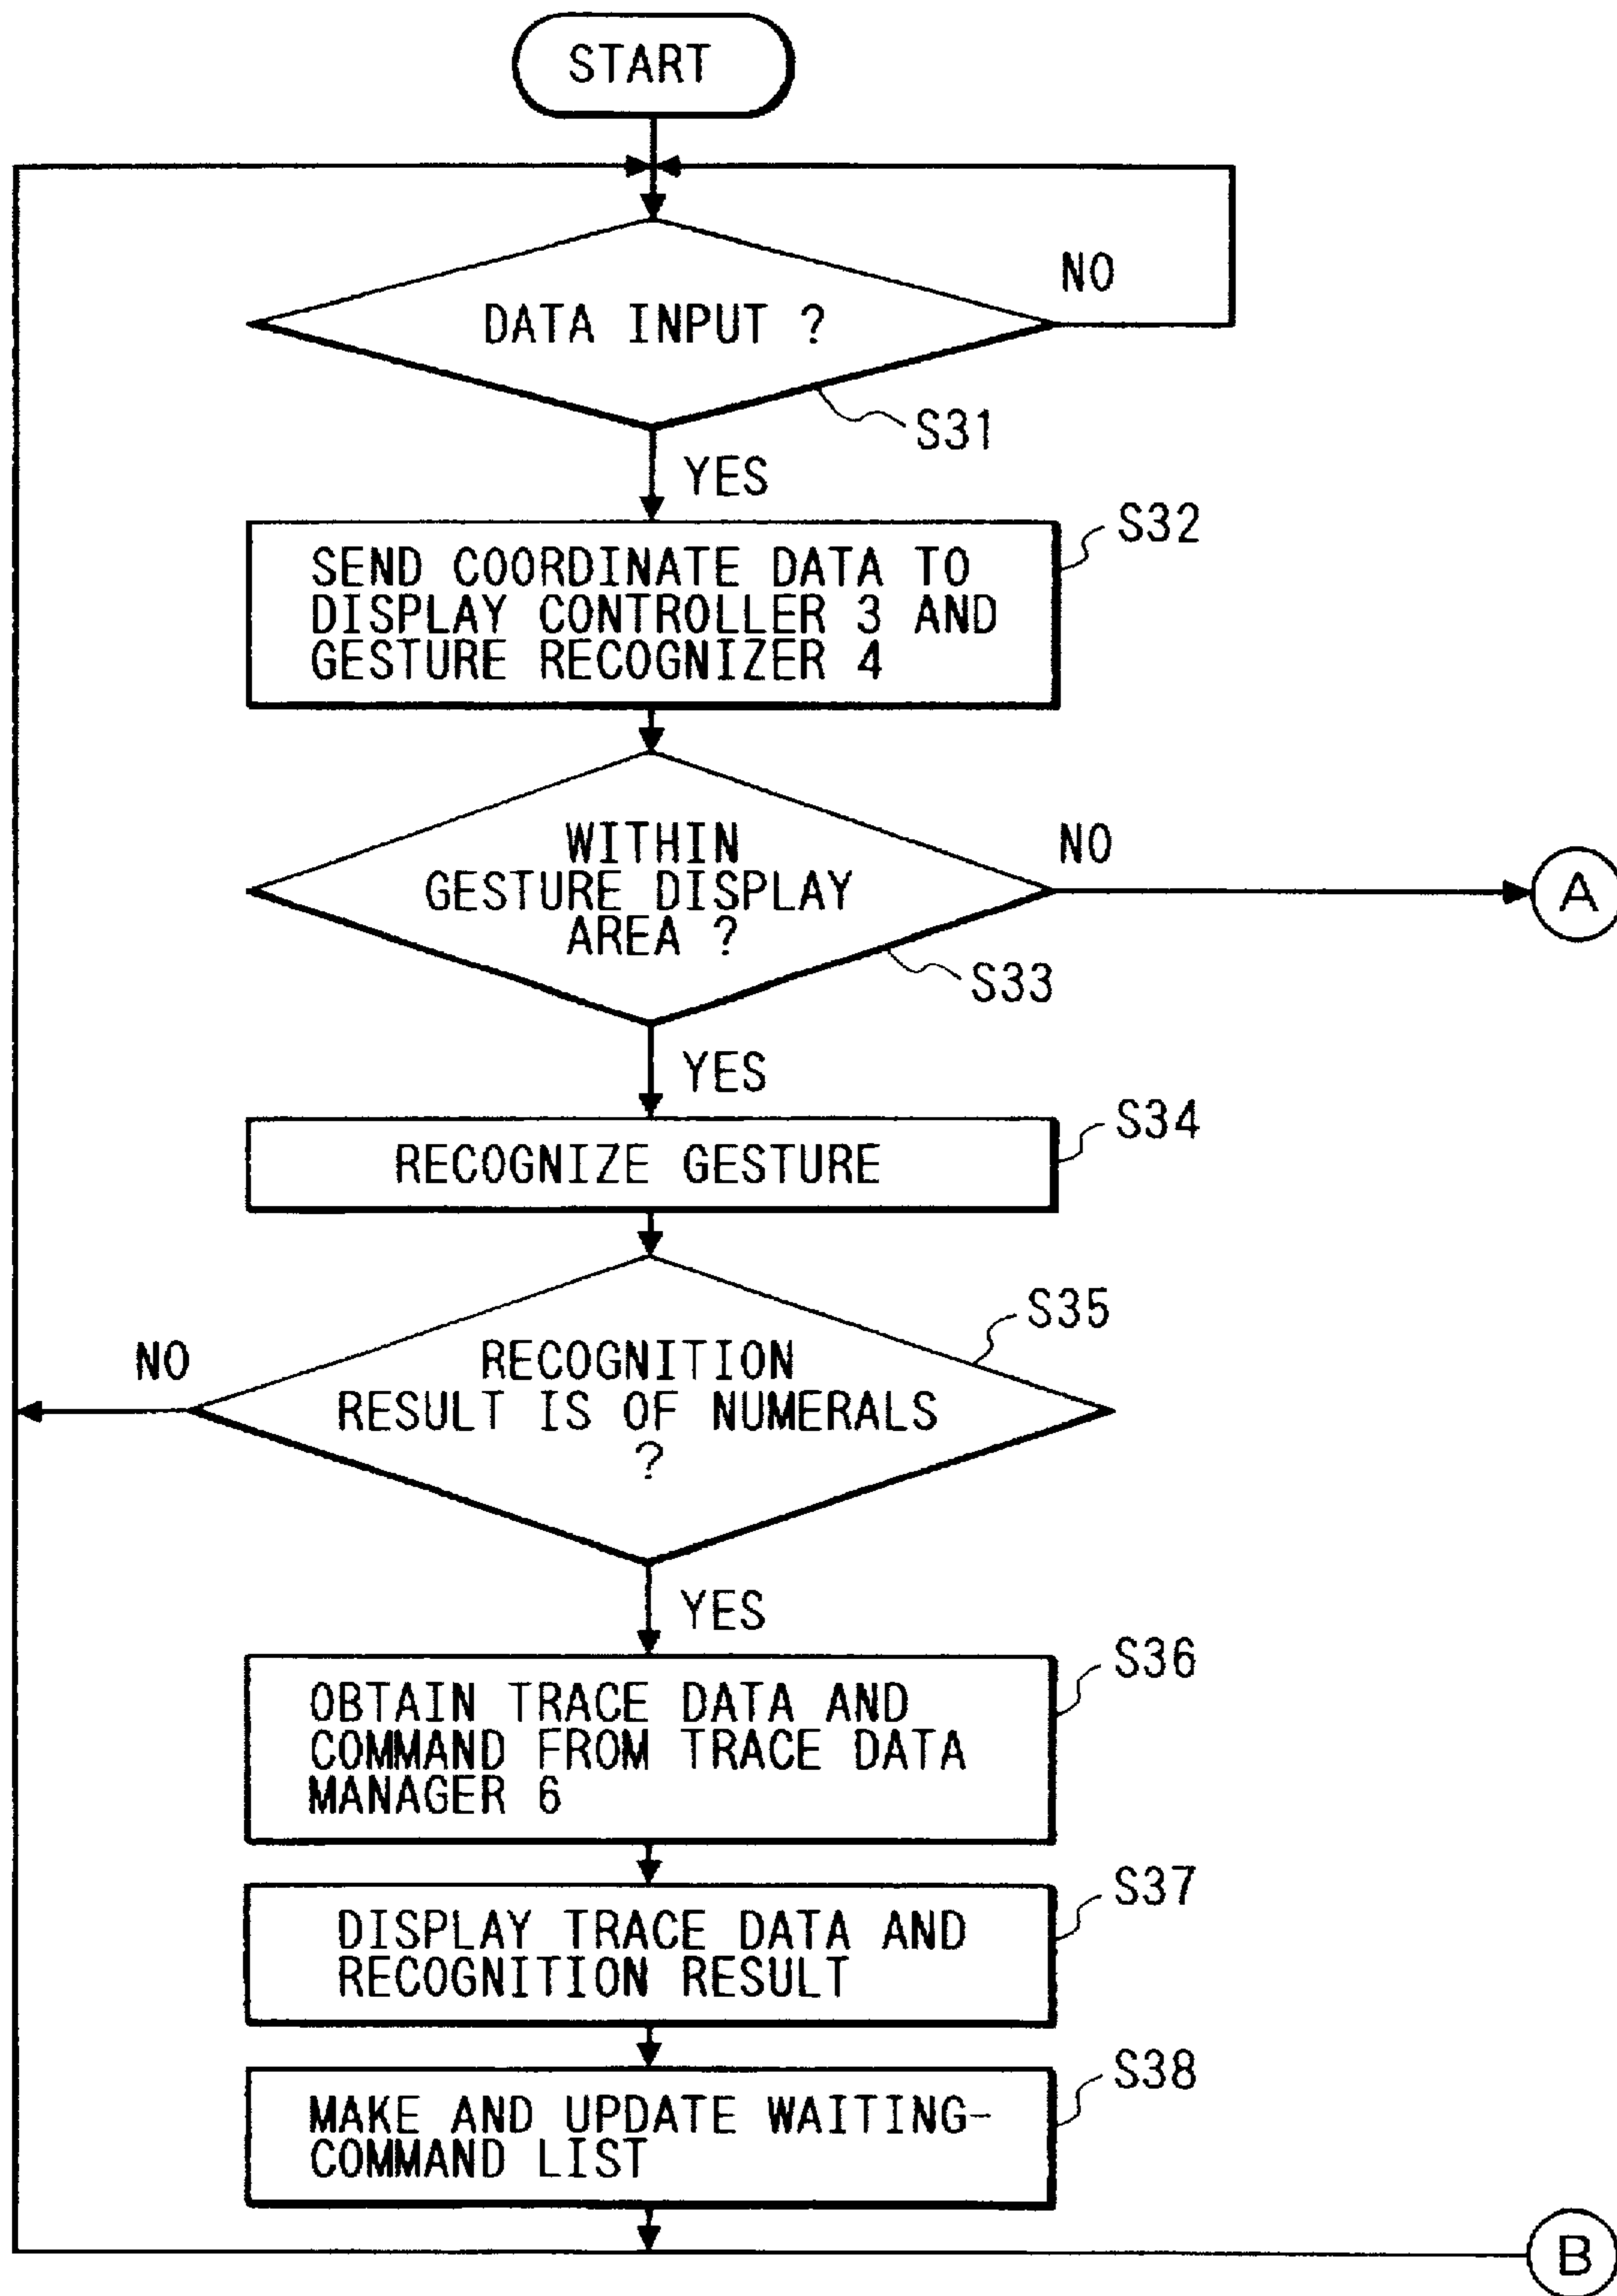 START
DATA INPUT ?
NO
S31
YES
S32
SEND COORDINATE DATA TO
DISPLAY CONTROLLER 3 AND
GESTURE RECOGNIZER 4
WITHIN
GESTURE DISPLAY
AREA ?
NO
A
S33
YES
S34
RECOGNIZE GESTURE
S35
NO
RECOGNITION
RESULT IS OF NUMERALS
?
YES
S36
OBTAIN TRACE DATA AND
COMMAND FROM TRACE DATA
MANAGER 6
S37
DISPLAY TRACE DATA AND
RECOGNITION RESULT
S38
MAKE AND UPDATE WAITING-
COMMAND LIST
B